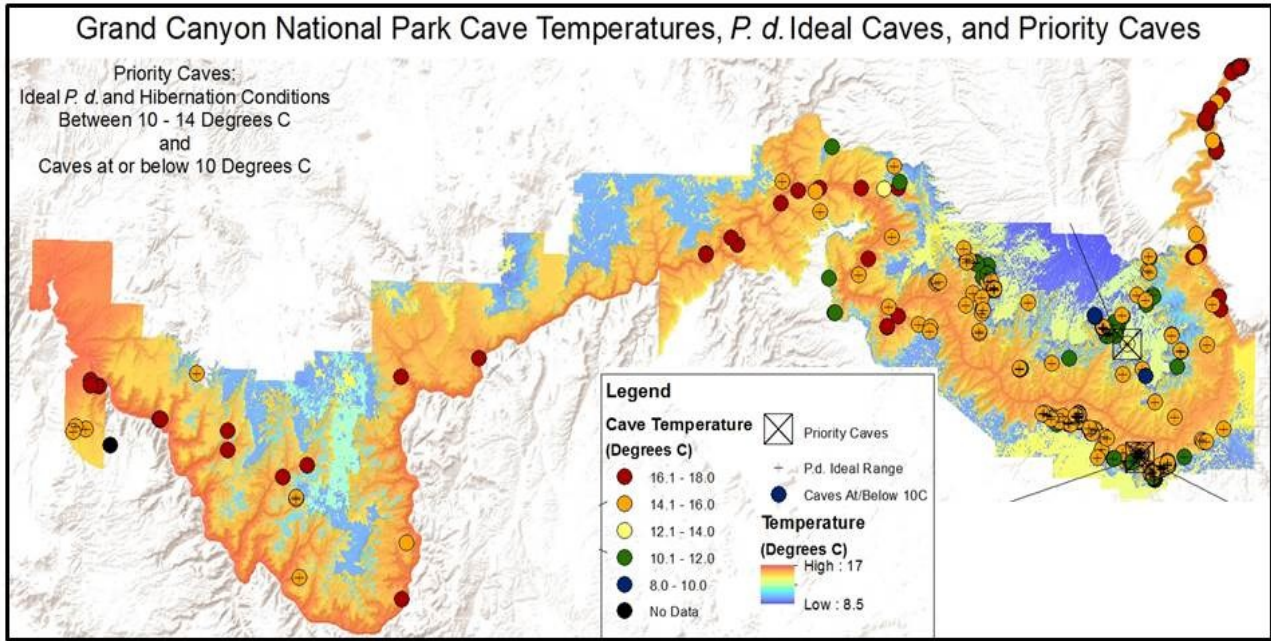 Grand Canyon National Park Cave Temperatures, P. d. Ideal Caves, and Priority Caves
Priority Caves:
Ideal P. d. and Hibernation Conditions
Between 10 - 14 Degrees C
and
Caves at or below 10 Degrees C
Legend
Cave Temperature
(Degrees C)
16.1 - 18.0
14.1 - 16.0
12.1 - 14.0
10.1 - 12.0
8.0 - 10.0
No Data
Priority Caves
P.d. Ideal Range
Caves At/Below 10C
Temperature
(Degrees C)
High : 17
Low : 8.5